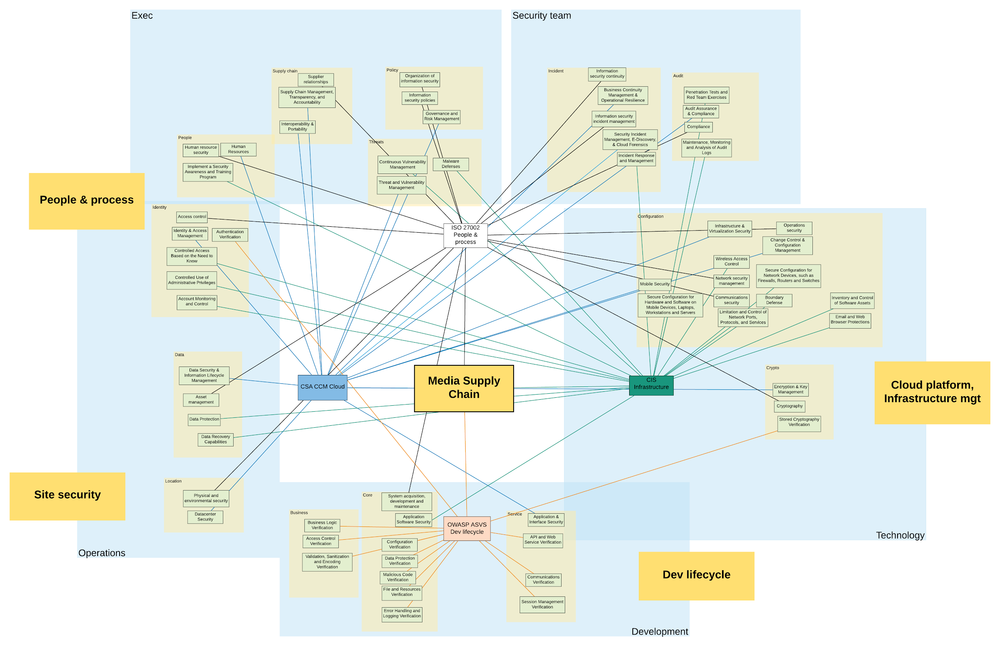 Exec
Security team
Supply chain
Supplier
relationships
Supply Chain Management,
Transparency, and
Accountability
Interoperability &
Portability
Policy
Organization of
information security
Information
security policies
Governance and
Risk Management
People
Human resource
security
Human
Resources
Implement a Security
Awareness and Training
Program
Threats
Continuous Vulnerability
Management
Malware
Defenses
Threat and Vulnerability
Management
Incident
Information
security continuity
Business Continuity
Management &
Operational Resilience
Information security
incident management
Security Incident
Management, E-Discovery,
& Cloud Forensics
Incident Response
and Management
Audit
Penetration Tests and
Red Team Exercises
Audit Assurance
& Compliance
Compliance
Maintenance, Monitoring
and Analysis of Audit
Logs
People & process
Identity
Access control
Identity & Access
Management
Authentication
Verification
Controlled Access
Based on the Need to
Know
Controlled Use of
Administrative Privileges
Account Monitoring
and Control
ISO 27002
People &
process
Configuration
Infrastructure &
Virtualization Security
Operations
security
Change Control &
Configuration
Management
Wireless Access
Control
Secure Configuration for
Network Devices, such as
Firewalls, Routers and Switches
Network security
management
Mobile Security
Communications
security
Boundary
Defense
Inventory and Control
of Software Assets
Secure Configuration for
Hardware and Software on
Mobile Devices, Laptops,
Workstations and Servers
Limitation and Control of
Network Ports,
Protocols, and Services
Email and Web
Browser Protections
Data
Data Security &
Information Lifecycle
Management
Asset
management
Data Protection
Data Recovery
Capabilities
CSA CCM Cloud
Media Supply
Chain
CIS
Infrastructure
Crypto
Encryption & Key
Management
Cryptography
Stored Cryptography
Verification
Cloud platform,
Infrastructure mgt
Site security
Location
Physical and
environmental security
Datacenter
Security
Operations
Business
Business Logic
Verification
Access Control
Verification
Validation, Sanitization
and Encoding
Verification
Core
System acquisition,
development and
maintenance
Application
Software Security
Configuration
Verification
Data Protection
Verification
Malicious Code
Verification
File and Resources
Verification
Error Handling and
Logging Verification
OWASP ASVS
Dev lifecycle
Service
Application &
Interface Security
API and Web
Service Verification
Communications
Verification
Session Management
Verification
Technology
Dev lifecycle
Development